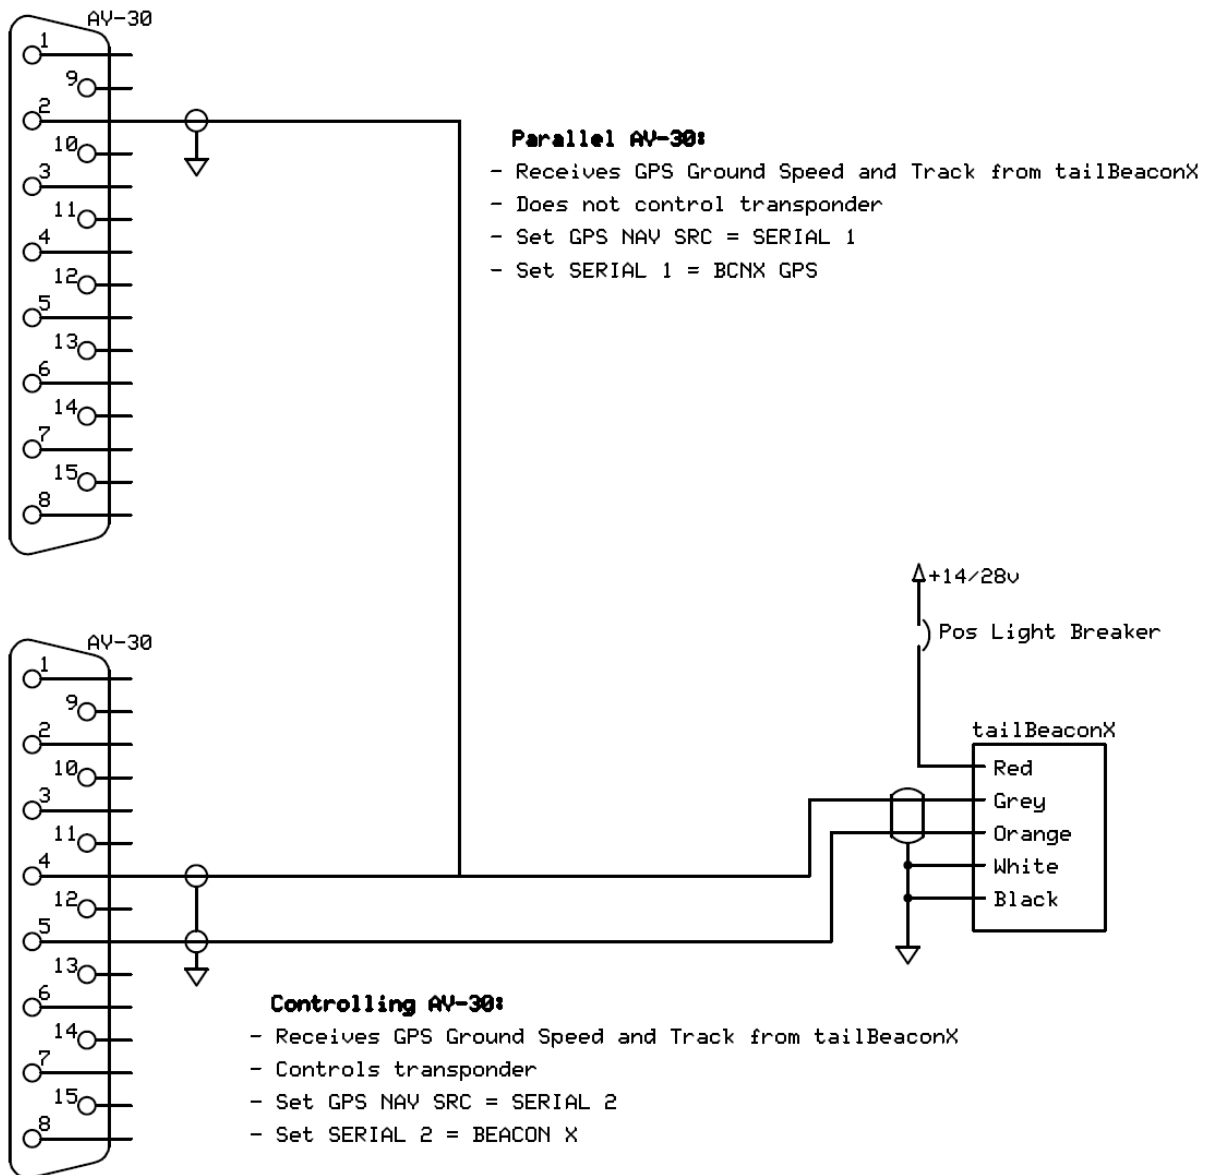 AV-30
1
9
2
10
3
11
4
12
5
13
6
14
7
15
8
Parallel AV-30:
- Receives GPS Ground Speed and Track from tailBeaconX
- Does not control transponder
- Set GPS NAV SRC = SERIAL 1
- Set SERIAL 1 = BCNX GPS
+14/28v
Pos Light Breaker
tailBeaconX
Red
Grey
Orange
White
Black
AV-30
1
9
2
10
3
11
4
12
5
13
6
14
7
15
8
Controlling AV-30:
- Receives GPS Ground Speed and Track from tailBeaconX
- Controls transponder
- Set GPS NAV SRC = SERIAL 2
- Set SERIAL 2 = BEACON X